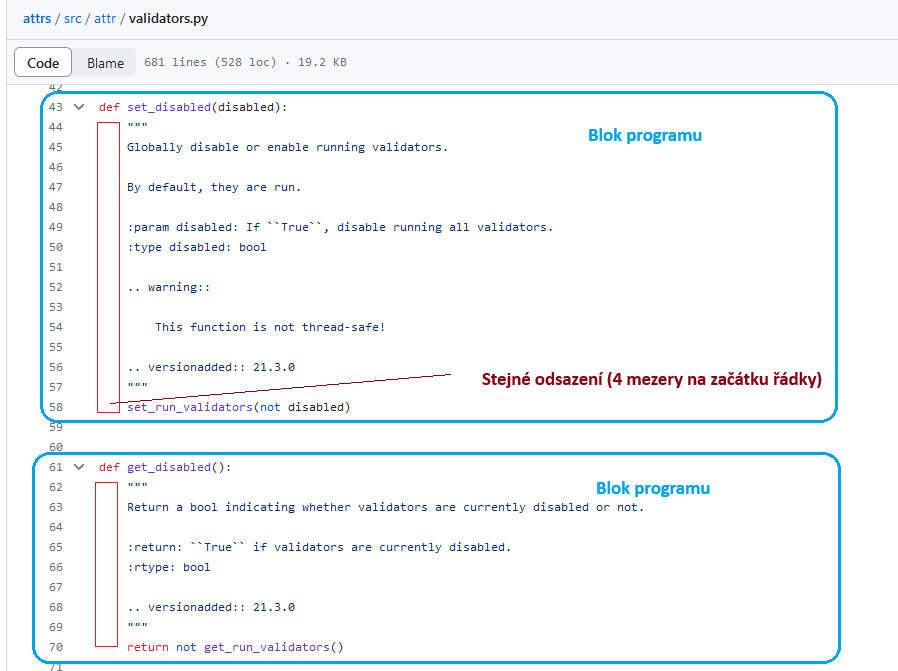 attrs / src / attr / validators.py
Code Blame 681 lines (528 loc) · 19.2 KB
42
43 def set_disabled(disabled):
44 """
Blok programu
45 Globally disable or enable running validators.
46
47 By default, they are run.
48
49 :param disabled: If ``True``, disable running all validators.
50 :type disabled: bool
51
52 .. warning::
53
54 This function is not thread-safe!
55
56 .. versionadded:: 21.3.0
57 """
Stejné odsazení (4 mezery na začátku řádky)
58 set_run_validators(not disabled)
59
60
61 def get_disabled():
62 """
Blok programu
63 Return a bool indicating whether validators are currently disabled or not.
64
65 :return: ``True`` if validators are currently disabled.
66 :rtype: bool
67
68 .. versionadded:: 21.3.0
69 """
70 return not get_run_validators()
71